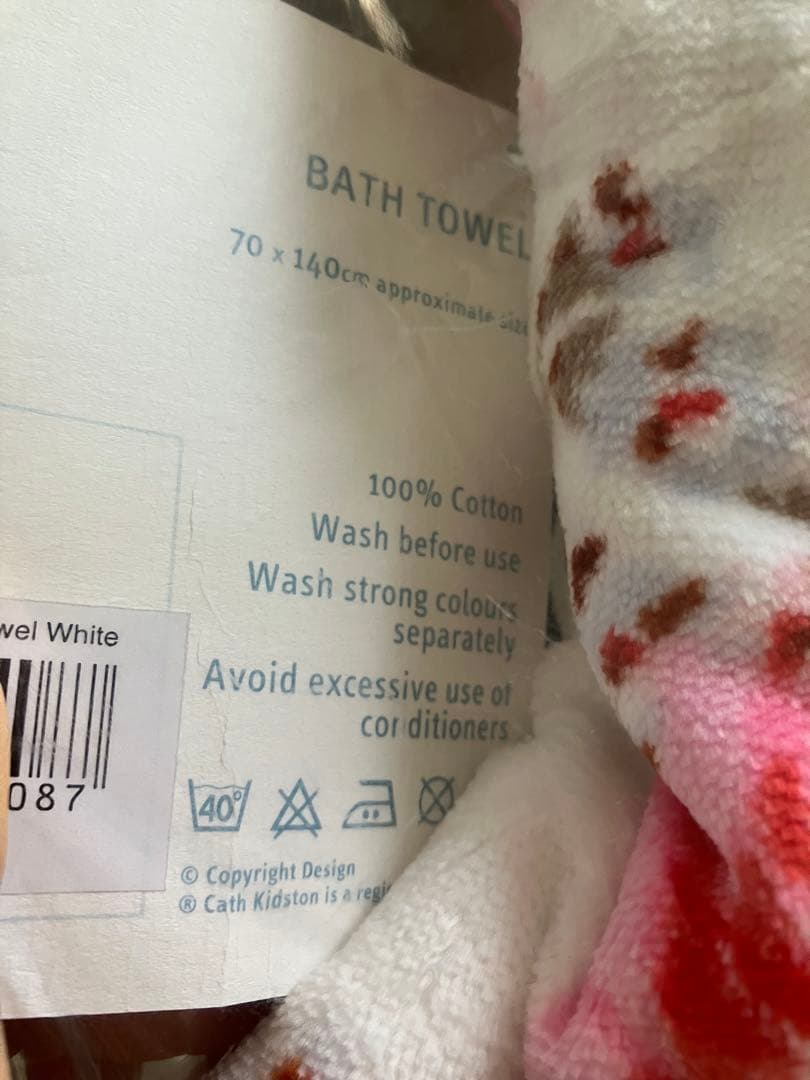 BATH TOWEL
70 x 140cm approximate size
100% Cotton
Wash before use
Wash strong colours
separately
Avoid excessive use of
conditioners
White
087
40°
© Copyright Design
® Cath Kidston is a